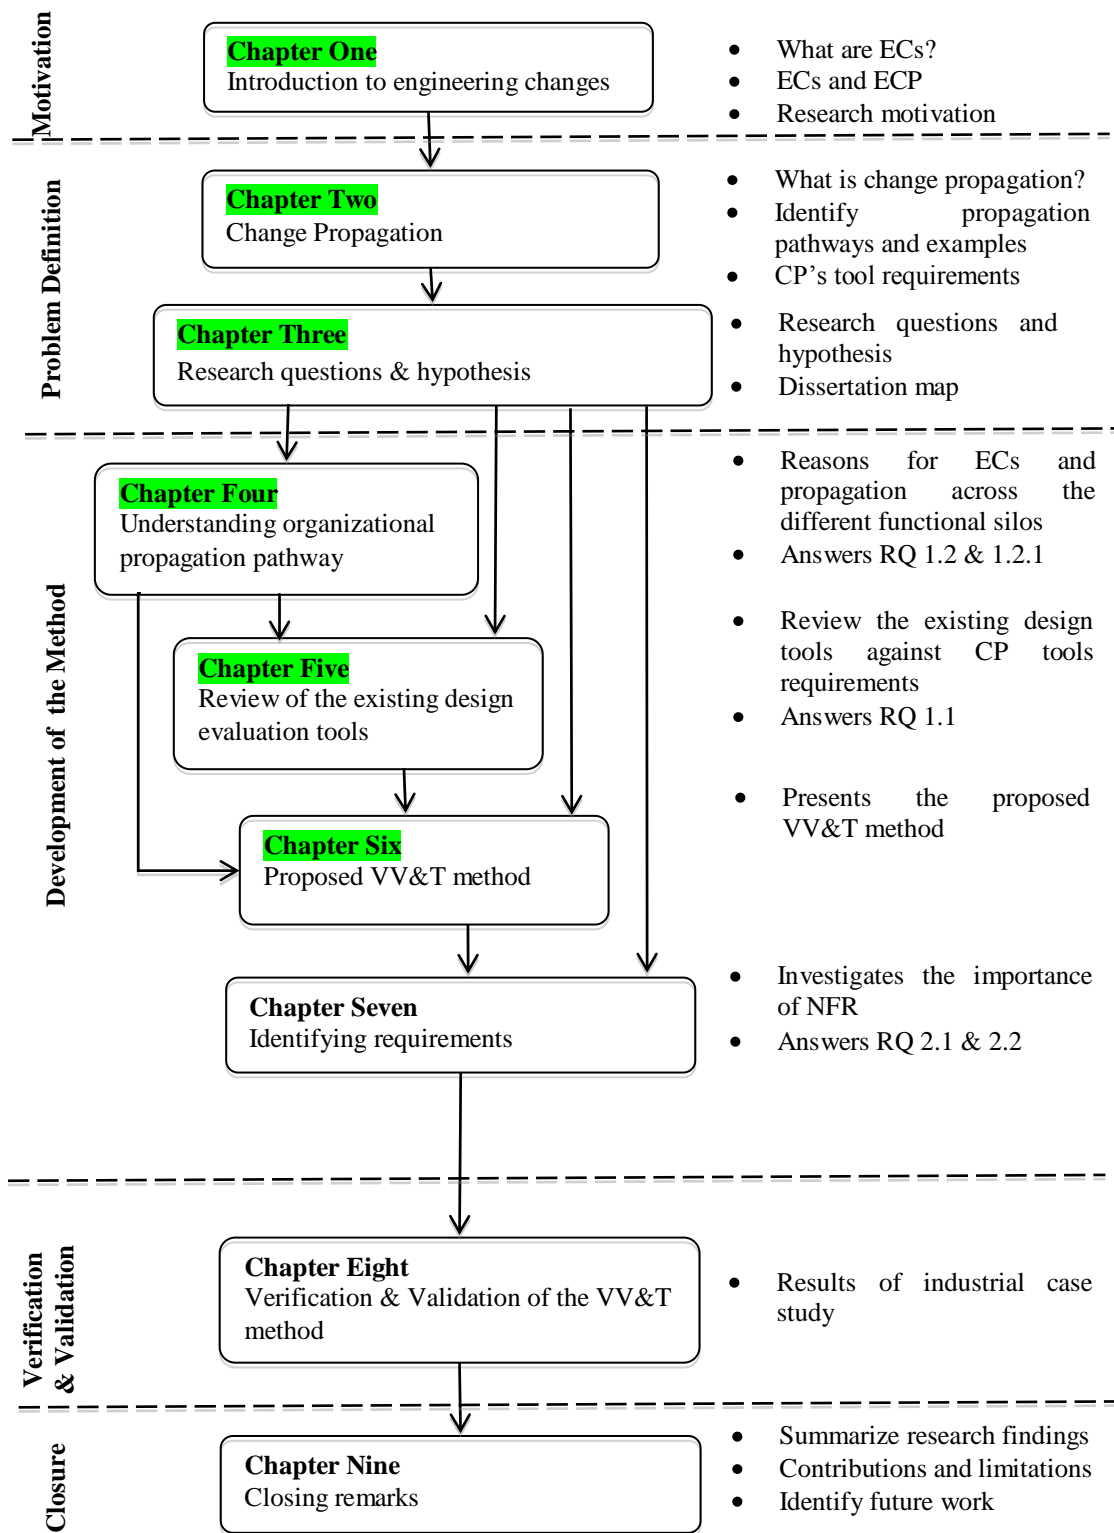 Motivation
Chapter One
Introduction to engineering changes
• What are ECs?
• ECs and ECP
• Research motivation
Problem Definition
Chapter Two
Change Propagation
• What is change propagation?
• Identify propagation
pathways and examples
• CP's tool requirements
Chapter Three
Research questions & hypothesis
• Research questions and
hypothesis
• Dissertation map
Development of the Method
Chapter Four
Understanding organizational
propagation pathway
• Reasons for ECs and
propagation across the
different functional silos
• Answers RQ 1.2 & 1.2.1
Chapter Five
Review of the existing design
evaluation tools
• Review the existing design
tools against CP tools
requirements
• Answers RQ 1.1
Chapter Six
Proposed VV&T method
• Presents the proposed
VV&T method
Chapter Seven
Identifying requirements
• Investigates the importance
of NFR
• Answers RQ 2.1 & 2.2
Verification
& Validation
Chapter Eight
Verification & Validation of the VV&T
method
• Results of industrial case
study
Closure
Chapter Nine
Closing remarks
• Summarize research findings
• Contributions and limitations
• Identify future work